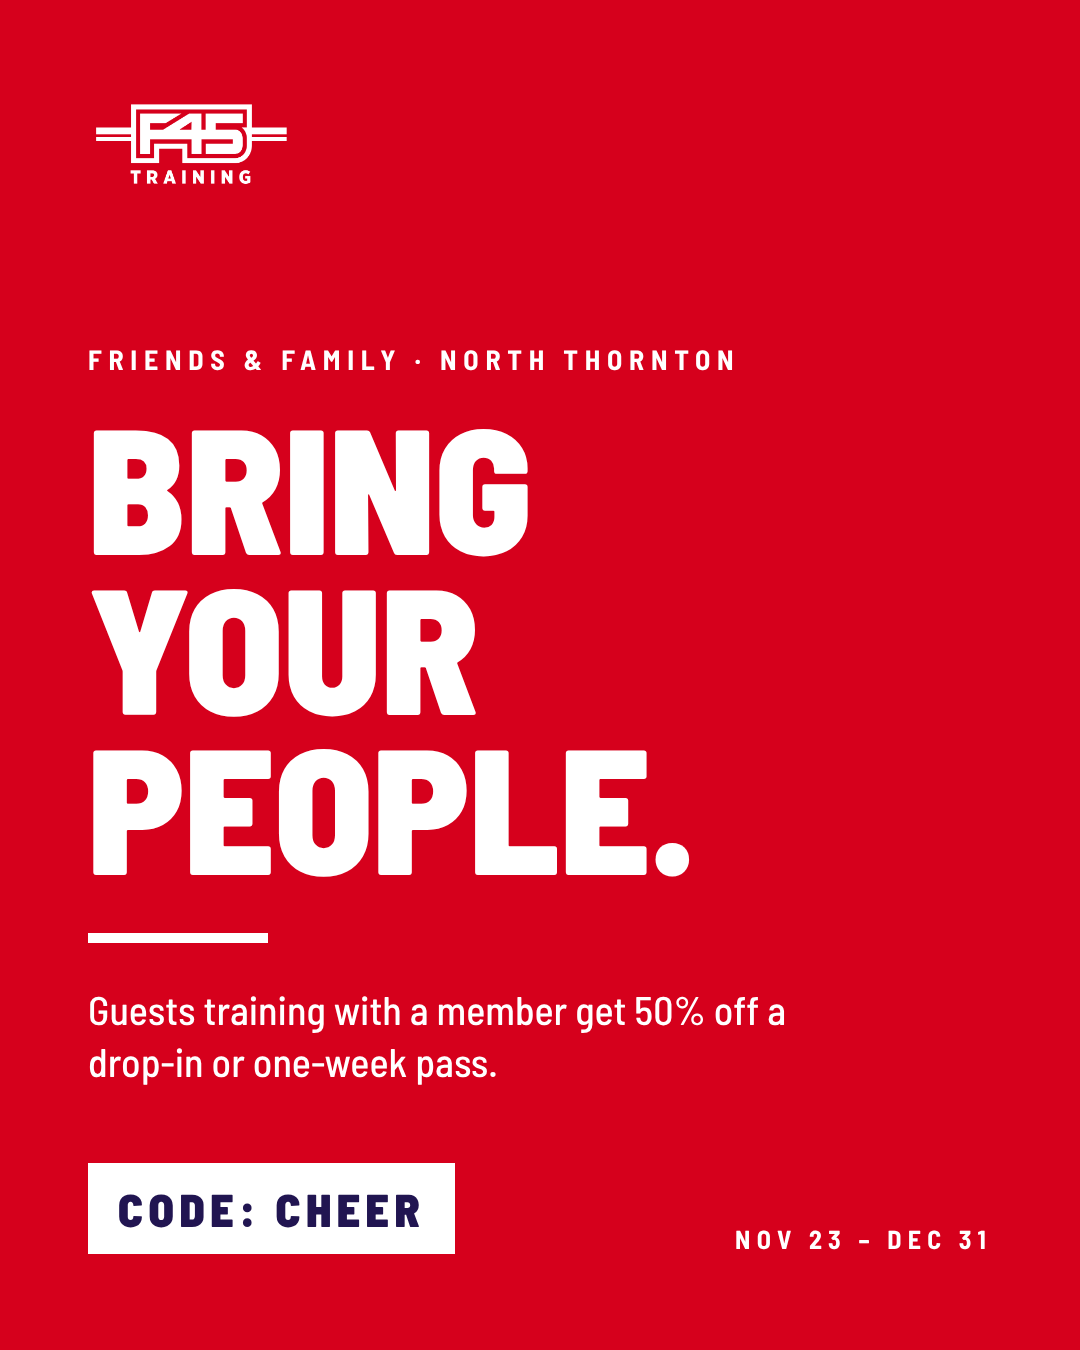 F45
TRAINING
FRIENDS & FAMILY · NORTH THORNTON
BRING
YOUR
PEOPLE.
Guests training with a member get 50% off a
drop-in or one-week pass.
CODE: CHEER
NOV 23 – DEC 31